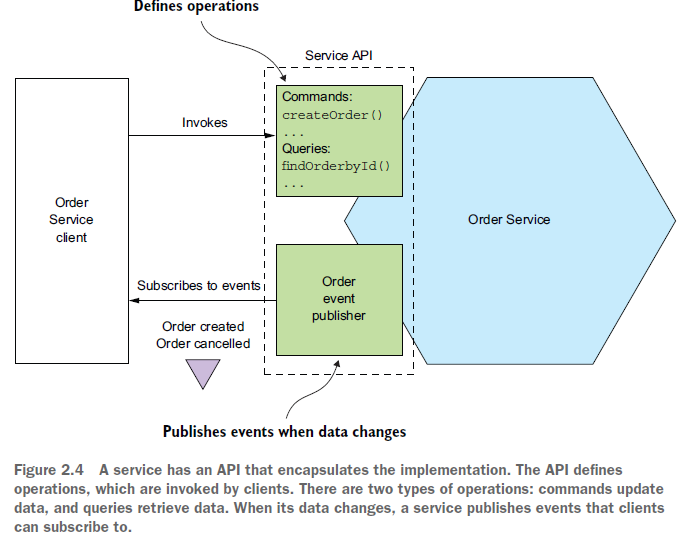 Defines operations
Service API
Commands:
createOrder()
...
Queries:
findOrderbyId()
...
Invokes
Order
Service
client
Order Service
Subscribes to events
Order
event
publisher
Order created
Order cancelled
Publishes events when data changes
Figure 2.4 A service has an API that encapsulates the implementation. The API defines
operations, which are invoked by clients. There are two types of operations: commands update
data, and queries retrieve data. When its data changes, a service publishes events that clients
can subscribe to.